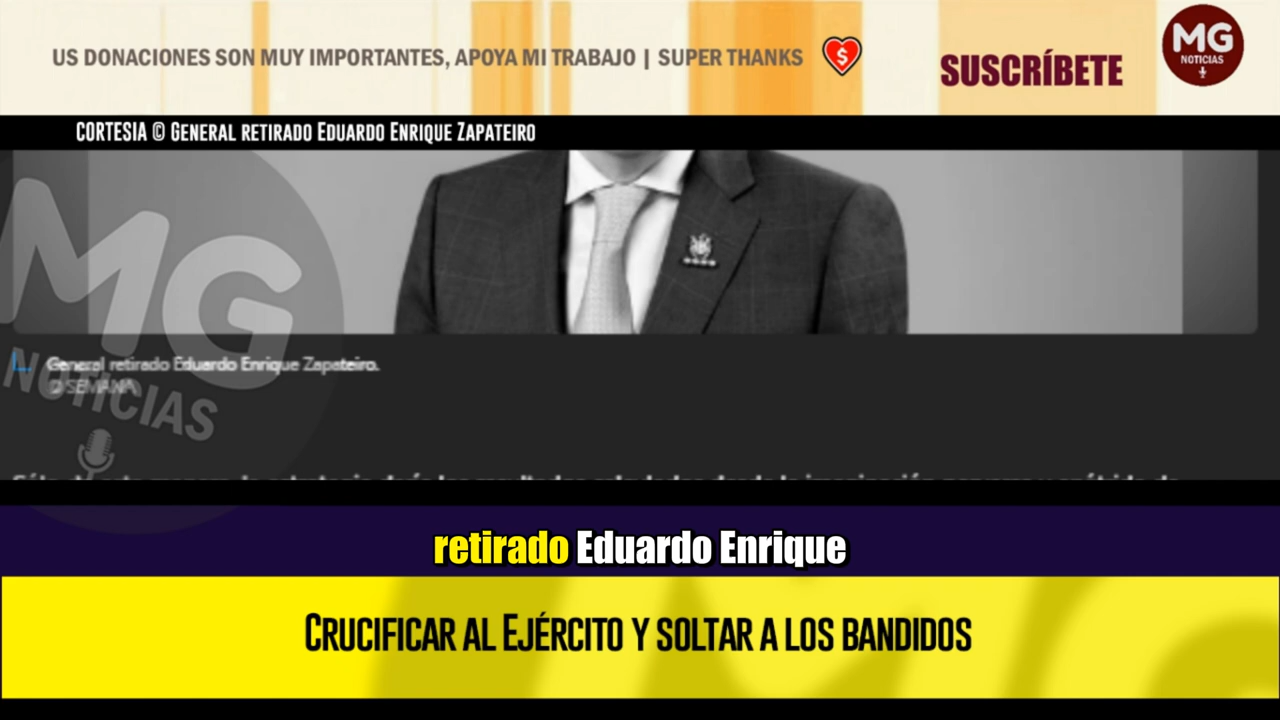 US DONACIONES SON MUY IMPORTANTES, APOYA MI TRABAJO | SUPER THANKS
$
SUSCRÍBETE
MG
NOTICIAS
CORTESIA © GENERAL RETIRADO EDUARDO ENRIQUE ZAPATEIRO
MG
NOTICIAS
General retirado Eduardo Enrique Zapateiro.
SEMANA
retirado Eduardo Enrique
CRUCIFICAR AL EJÉRCITO Y SOLTAR A LOS BANDIDOS